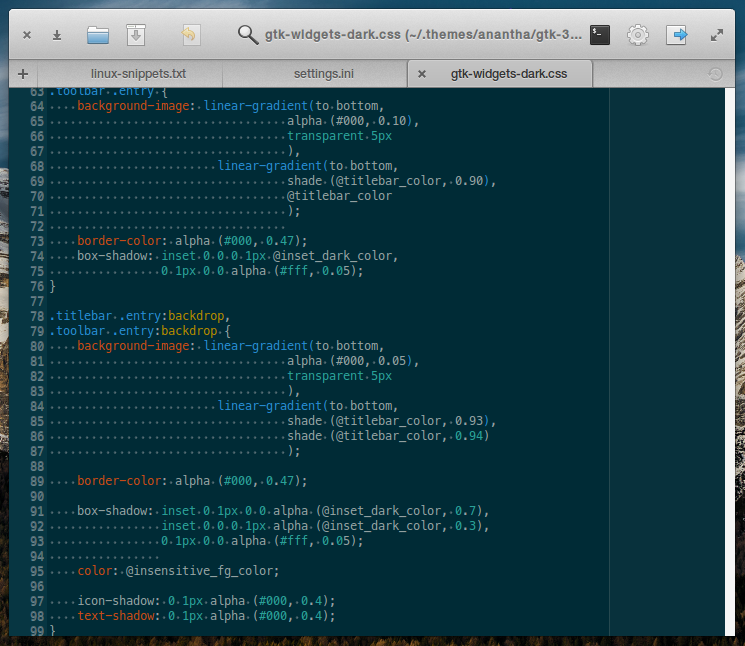 gtk-widgets-dark.css (~/.themes/anantha/gtk-3...
linux-snippets.txt
settings.ini
gtk-widgets-dark.css
63 .toolbar .entry {
64     background-image: linear-gradient(to bottom,
65                                   alpha (#000, 0.10),
66                                   transparent 5px
67                                   ),
68                         linear-gradient(to bottom,
69                                   shade (@titlebar_color, 0.90),
70                                   @titlebar_color
71                                   );
72
73     border-color: alpha (#000, 0.47);
74     box-shadow: inset 0 0 0 1px @inset_dark_color,
75                 0 1px 0 0 alpha (#fff, 0.05);
76 }
77
78 .titlebar .entry:backdrop,
79 .toolbar .entry:backdrop {
80     background-image: linear-gradient(to bottom,
81                                   alpha (#000, 0.05),
82                                   transparent 5px
83                                   ),
84                         linear-gradient(to bottom,
85                                   shade (@titlebar_color, 0.93),
86                                   shade (@titlebar_color, 0.94)
87                                   );
88
89     border-color: alpha (#000, 0.47);
90
91     box-shadow: inset 0 1px 0 0 alpha (@inset_dark_color, 0.7),
92                 inset 0 0 0 1px alpha (@inset_dark_color, 0.3),
93                 0 1px 0 0 alpha (#fff, 0.05);
94
95     color: @insensitive_fg_color;
96
97     icon-shadow: 0 1px alpha (#000, 0.4);
98     text-shadow: 0 1px alpha (#000, 0.4);
99 }